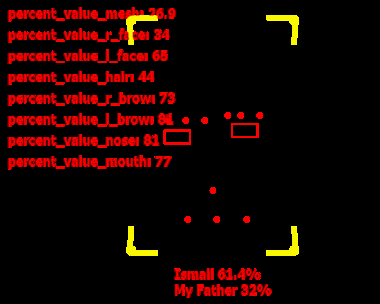 percent_value_mesh: 26.9
percent_value_r_face: 34
percent_value_l_face: 65
percent_value_hair: 44
percent_value_r_brow: 73
percent_value_l_brow: 81
percent_value_nose: 81
percent_value_mouth: 77
Ismail 61.4%
My Father 32%